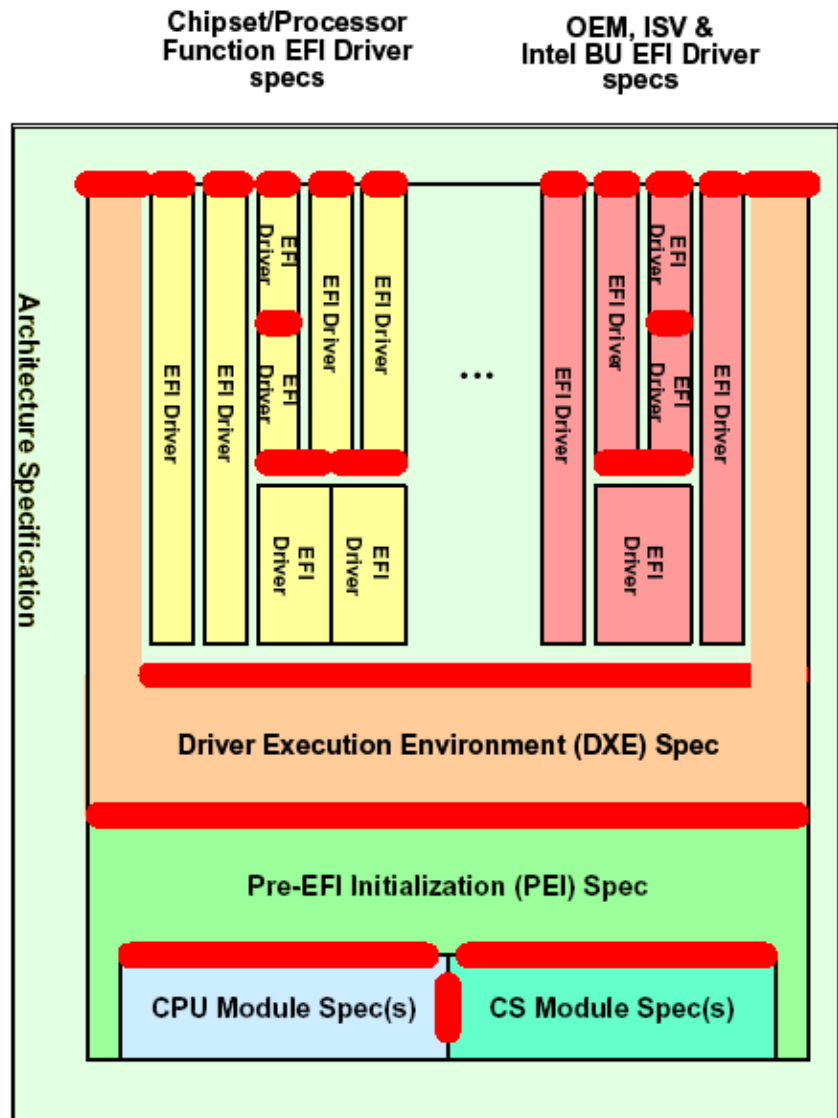 Chipset/Processor
Function EFI Driver
specs
OEM, ISV &
Intel BU EFI Driver
specs
Architecture Specification
EFI Driver
EFI Driver
EFI
Driver
EFI
Driver
EFI Driver
EFI Driver
EFI
Driver
EFI
Driver
...
EFI Driver
EFI Driver
EFI
Driver
EFI
Driver
EFI Driver
EFI
Driver
Driver Execution Environment (DXE) Spec
Pre-EFI Initialization (PEI) Spec
CPU Module Spec(s)
CS Module Spec(s)